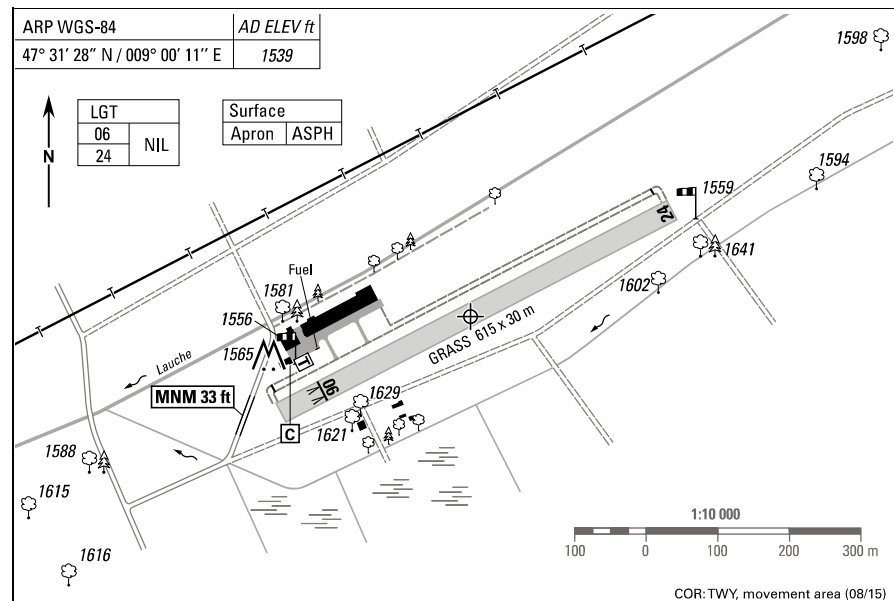 ARP WGS-84
AD ELEV ft
47° 31' 28'' N / 009° 00' 11'' E
1539
1598
N
LGT
06
24
NIL
Surface
Apron
ASPH
1594
1559
24
1641
1602
Fuel
1581
1556
1565
Lauche
T
GRASS 615 x 30 m
06
MNM 33 ft
C
1629
1621
1588
1615
1616
1:10 000
100
0
100
200
300 m
COR: TWY, movement area (08/15)